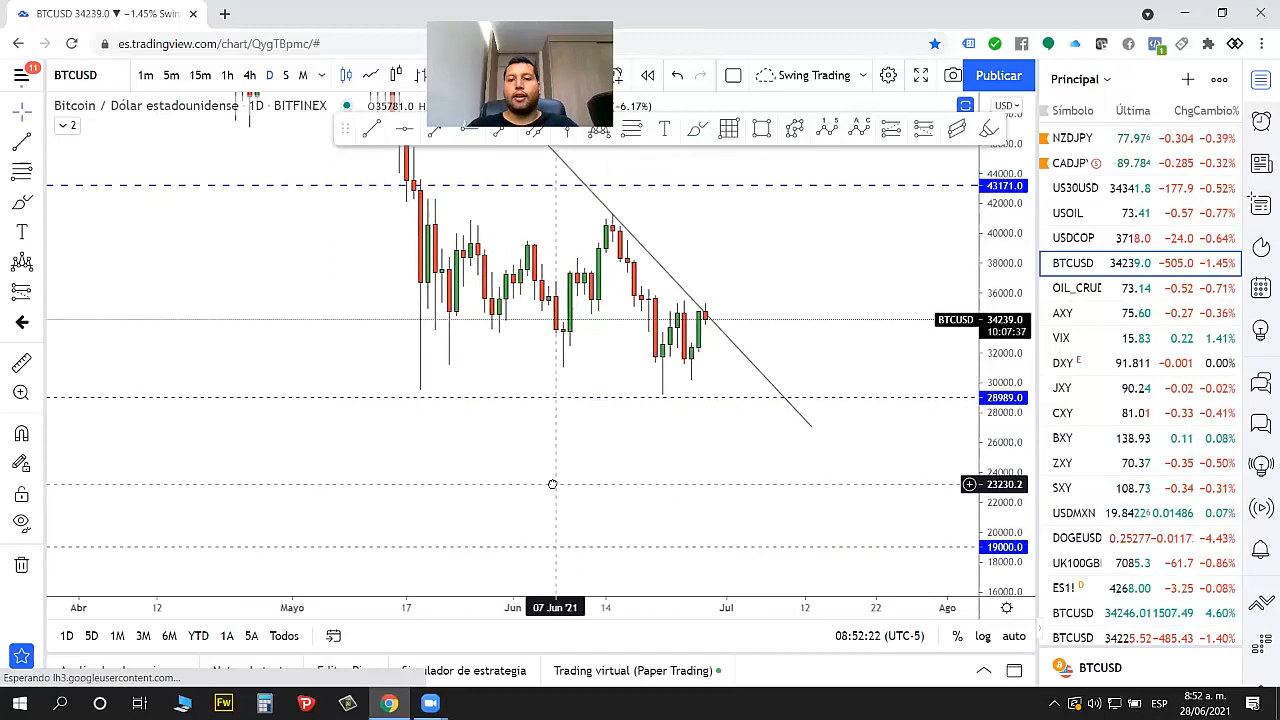 BTCUSD 34239.0 ▼ −1.45% Swin
es.tradingview.com/chart/QygTBpmc/#
11
BTCUSD
1m 5m 15m 1h 4h D S M
Swing Trading
Publicar
Principal
Bitcoin / Dólar estadounidense · 1D · BITFINEX
O35781.0 H
−6.17%)
USD
2
Símbolo Última Chg Cambio%
NZDJPY 77.976 −0.304 −0.39%
CADJPY 89.784 −0.285 −0.32%
US30USD 34341.8 −177.9 −0.52%
USOIL 73.41 −0.57 −0.77%
USDCOP 3718.0 −24.0 −0.64%
BTCUSD 34239.0 −505.0 −1.45%
OIL_CRUD 73.14 −0.52 −0.71%
AXY 75.60 −0.27 −0.36%
VIX 15.83 0.22 1.41%
DXY E 91.811 −0.001 0.00%
JXY 90.24 −0.02 −0.02%
CXY 81.01 −0.33 −0.41%
BXY 138.93 0.11 0.08%
ZXY 70.37 −0.35 −0.50%
SXY 108.73 −0.34 −0.31%
USDMXN 19.84226 0.01486 0.07%
DOGEUSD 0.25277 −0.0117 −4.43%
UK100GB 7085.3 −61.7 −0.86%
ES1! D 4268.00 −3.25 −0.08%
BTCUSD 34246.01 1507.49 4.60%
BTCUSD 34225.52 −485.43 −1.40%
BTCUSD
44000.0
43171.0
42000.0
40000.0
38000.0
36000.0
BTCUSD 34239.0
10:07:37
32000.0
30000.0
28989.0
28000.0
26000.0
24000.0
23230.2
22000.0
20000.0
19000.0
18000.0
16000.0
Abr 12 Mayo 17 Jun 07 Jun '21 14 Jul 12 22 Ago
1D 5D 1M 3M 6M YTD 1A 5A Todos
08:52:22 (UTC-5) % log auto
ulador de estrategia Trading virtual (Paper Trading)
Esperando lh3.googleusercontent.com...
ESP
8:52 a. m.
28/06/2021